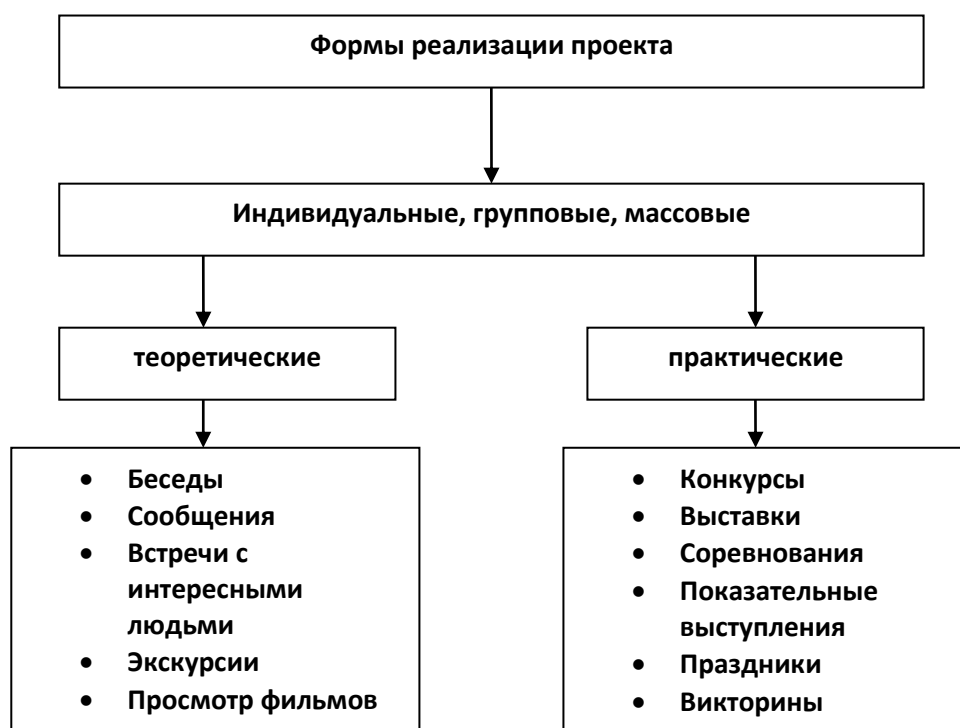 Формы реализации проекта
Индивидуальные, групповые, массовые
теоретические
практические
• Беседы
• Сообщения
• Встречи с
интересными
людьми
• Экскурсии
• Просмотр фильмов
• Конкурсы
• Выставки
• Соревнования
• Показательные
выступления
• Праздники
• Викторины